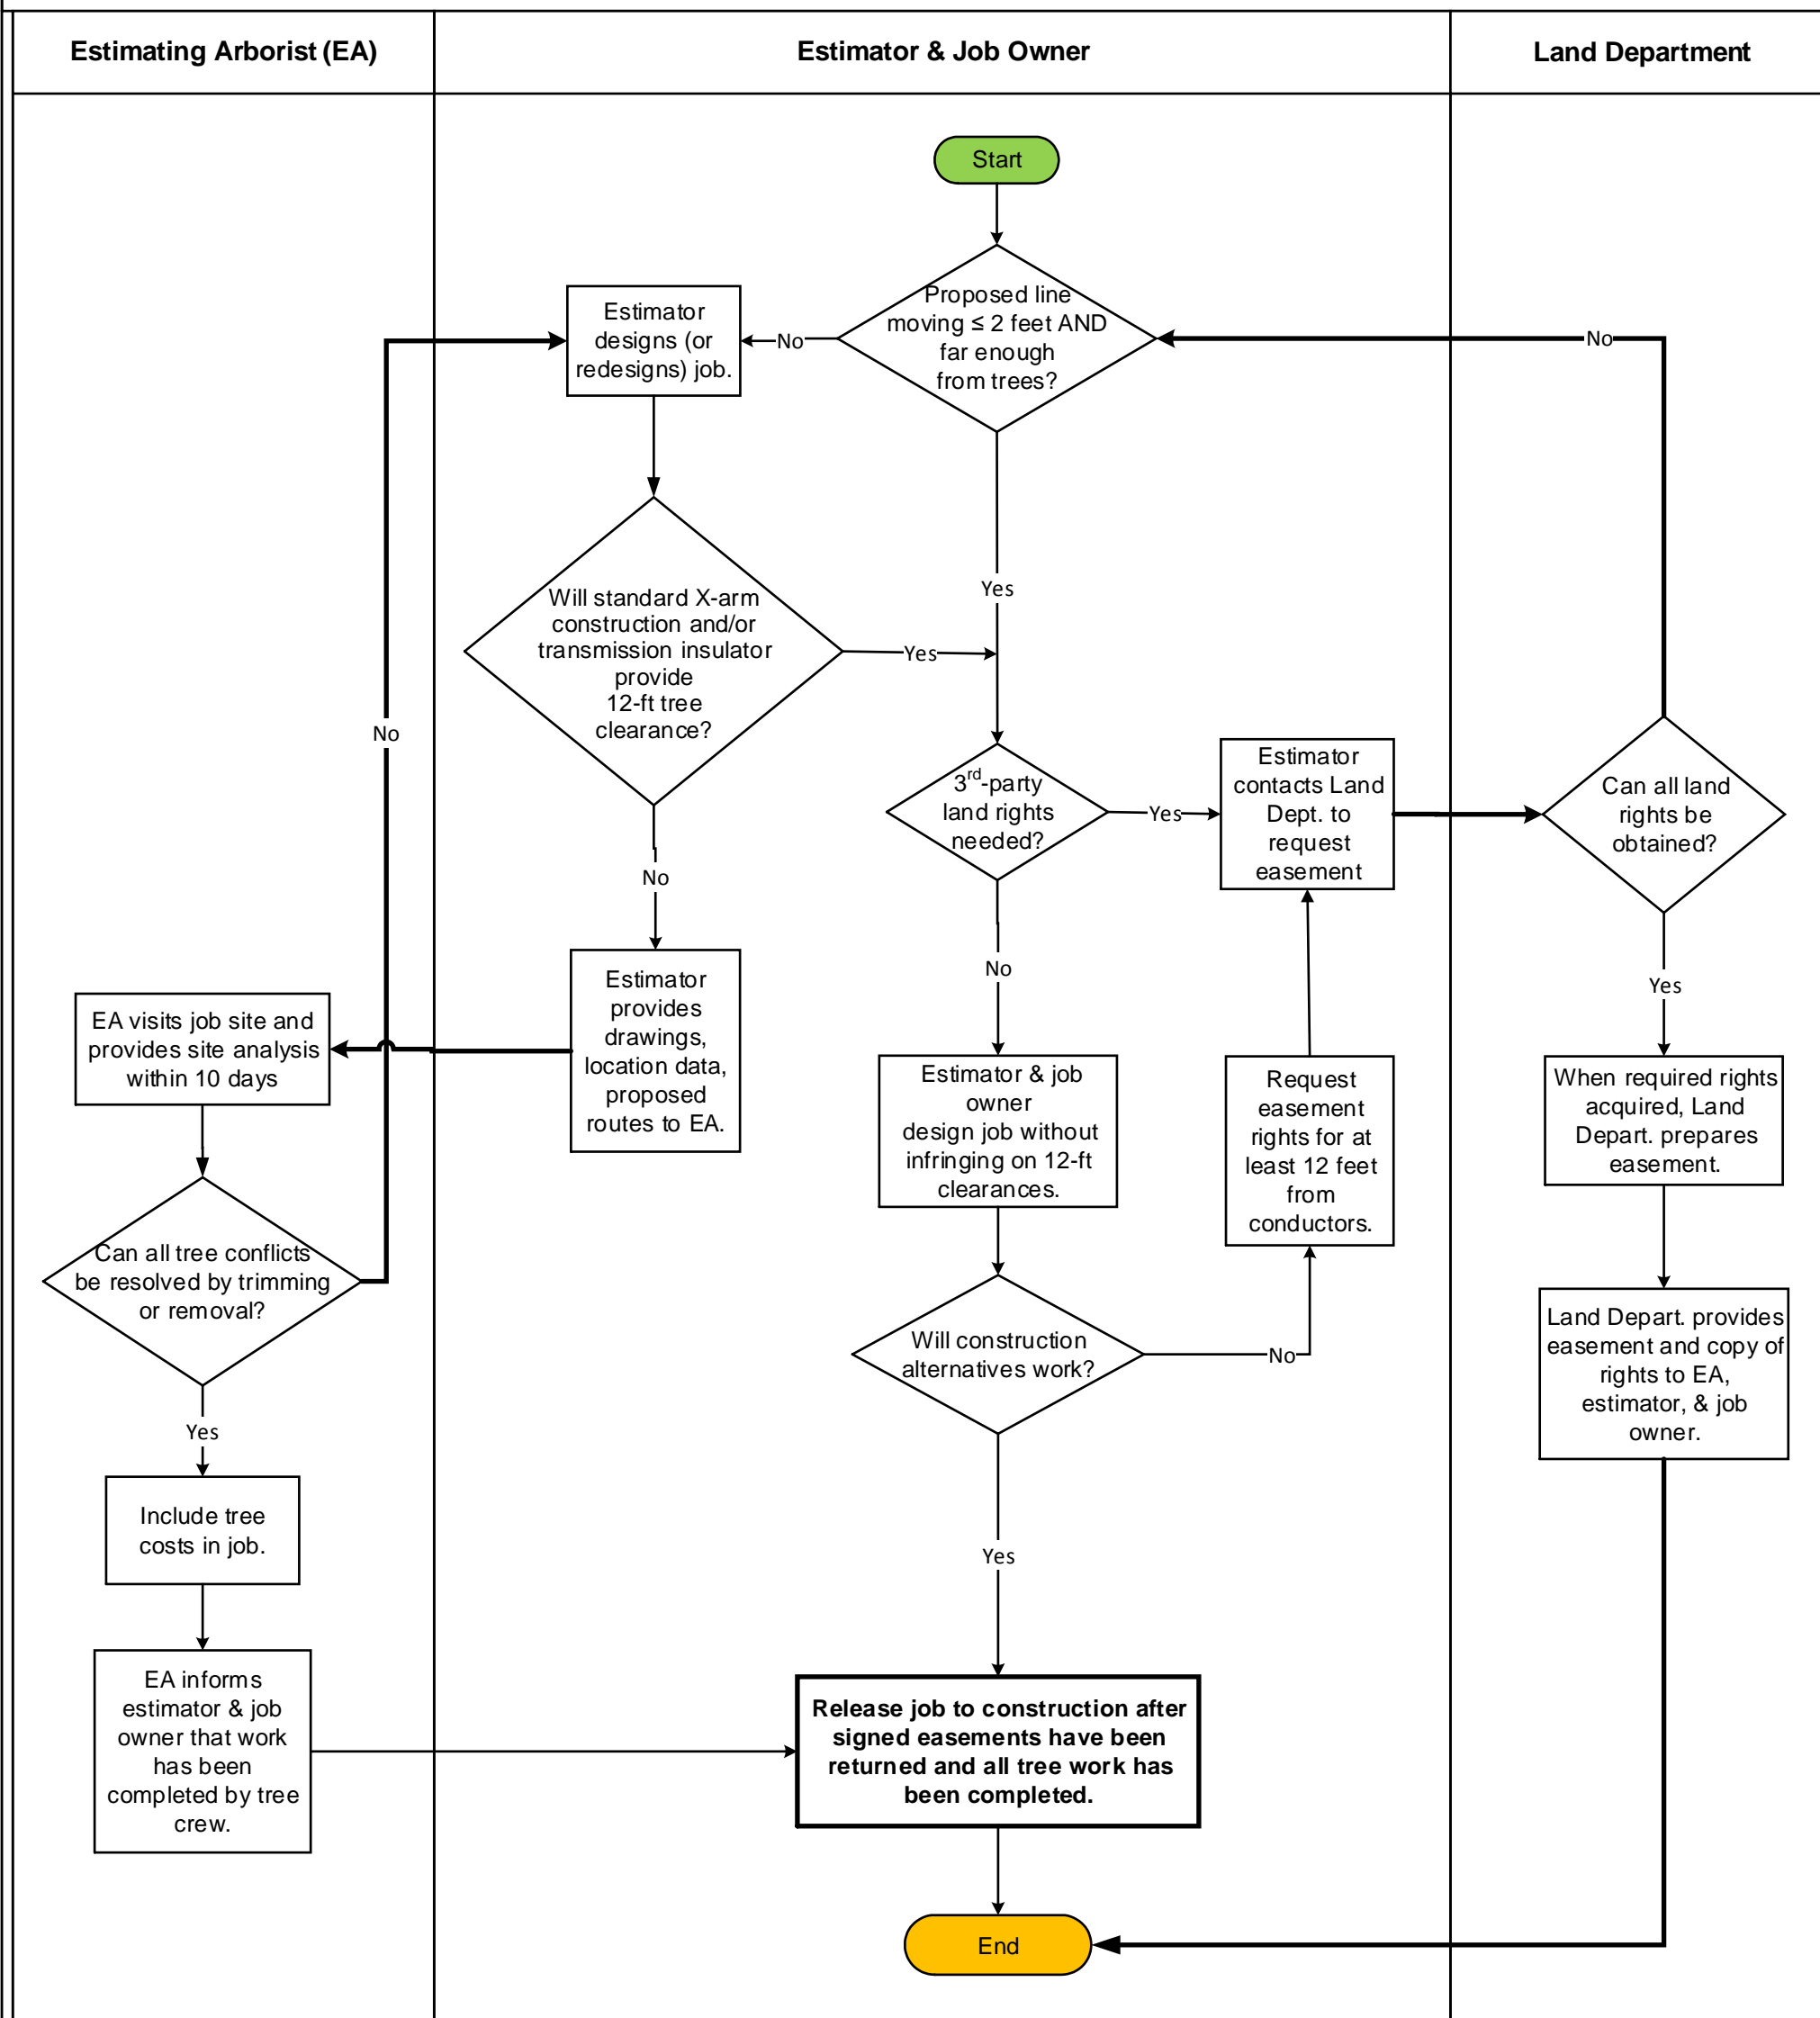 Estimating Arborist (EA)
Estimator & Job Owner
Land Department
Start
Proposed line
moving ≤ 2 feet AND
far enough
from trees?
No
Estimator
designs (or
redesigns) job.
No
Yes
Will standard X-arm
construction and/or
transmission insulator
provide
12-ft tree
clearance?
Yes
No
No
3rd-party
land rights
needed?
Yes
Estimator
contacts Land
Dept. to
request
easement
Can all land
rights be
obtained?
No
Yes
Estimator
provides
drawings,
location data,
proposed
routes to EA.
EA visits job site and
provides site analysis
within 10 days
Estimator & job
owner
design job without
infringing on 12-ft
clearances.
Request
easement
rights for at
least 12 feet
from
conductors.
When required rights
acquired, Land
Depart. prepares
easement.
Can all tree conflicts
be resolved by trimming
or removal?
Will construction
alternatives work?
No
Land Depart. provides
easement and copy of
rights to EA,
estimator, & job
owner.
Yes
Include tree
costs in job.
Yes
EA informs
estimator & job
owner that work
has been
completed by tree
crew.
Release job to construction after
signed easements have been
returned and all tree work has
been completed.
End